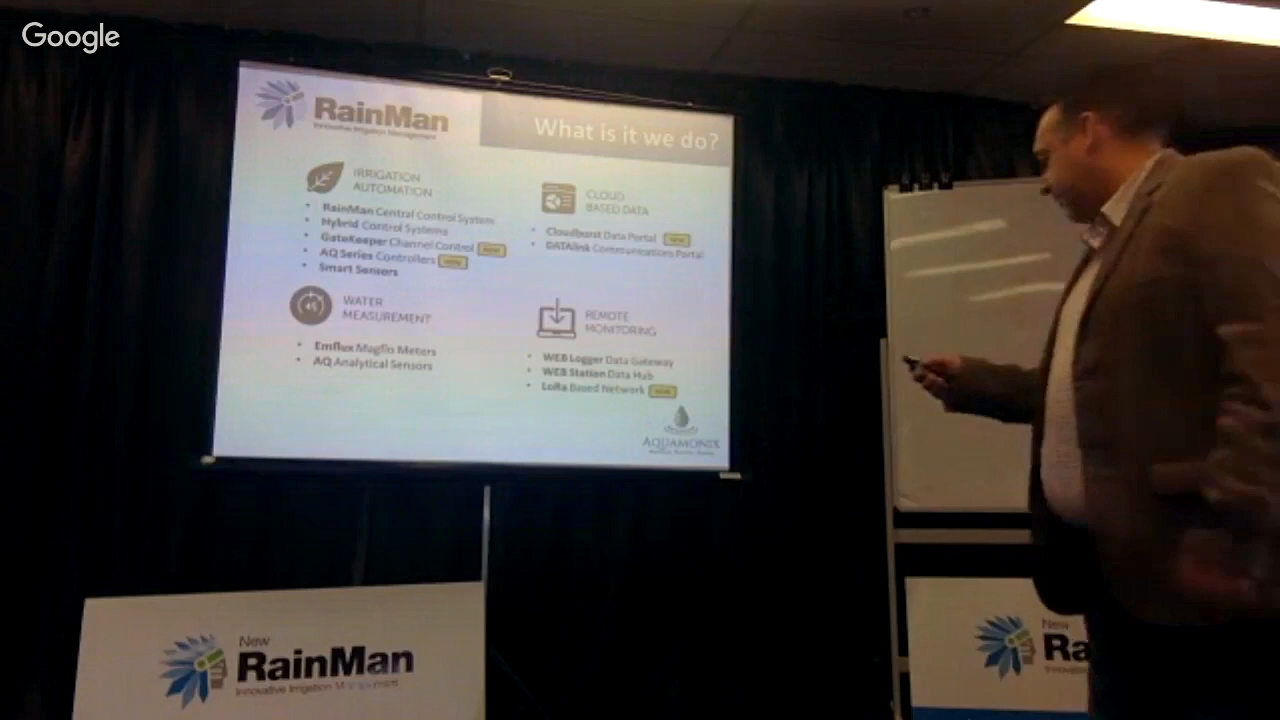 Google
RainMan
Innovative Irrigation Management
What is it we do?
IRRIGATION
AUTOMATION
• RainMan Central Control System
• Hybrid Control Systems
• GateKeeper Channel Control NEW
• AQ Series Controllers NEW
• Smart Sensors
CLOUD
BASED DATA
• Cloudburst Data Portal NEW
• DATAlink Communications Portal
WATER
MEASUREMENT
• Emflux Magflo Meters
• AQ Analytical Sensors
REMOTE
MONITORING
• WEB Logger Data Gateway
• WEB Station Data Hub
• LoRa Based Network NEW
AQUAMONIX
New
RainMan
Innovative Irrigation Management
New
Ra